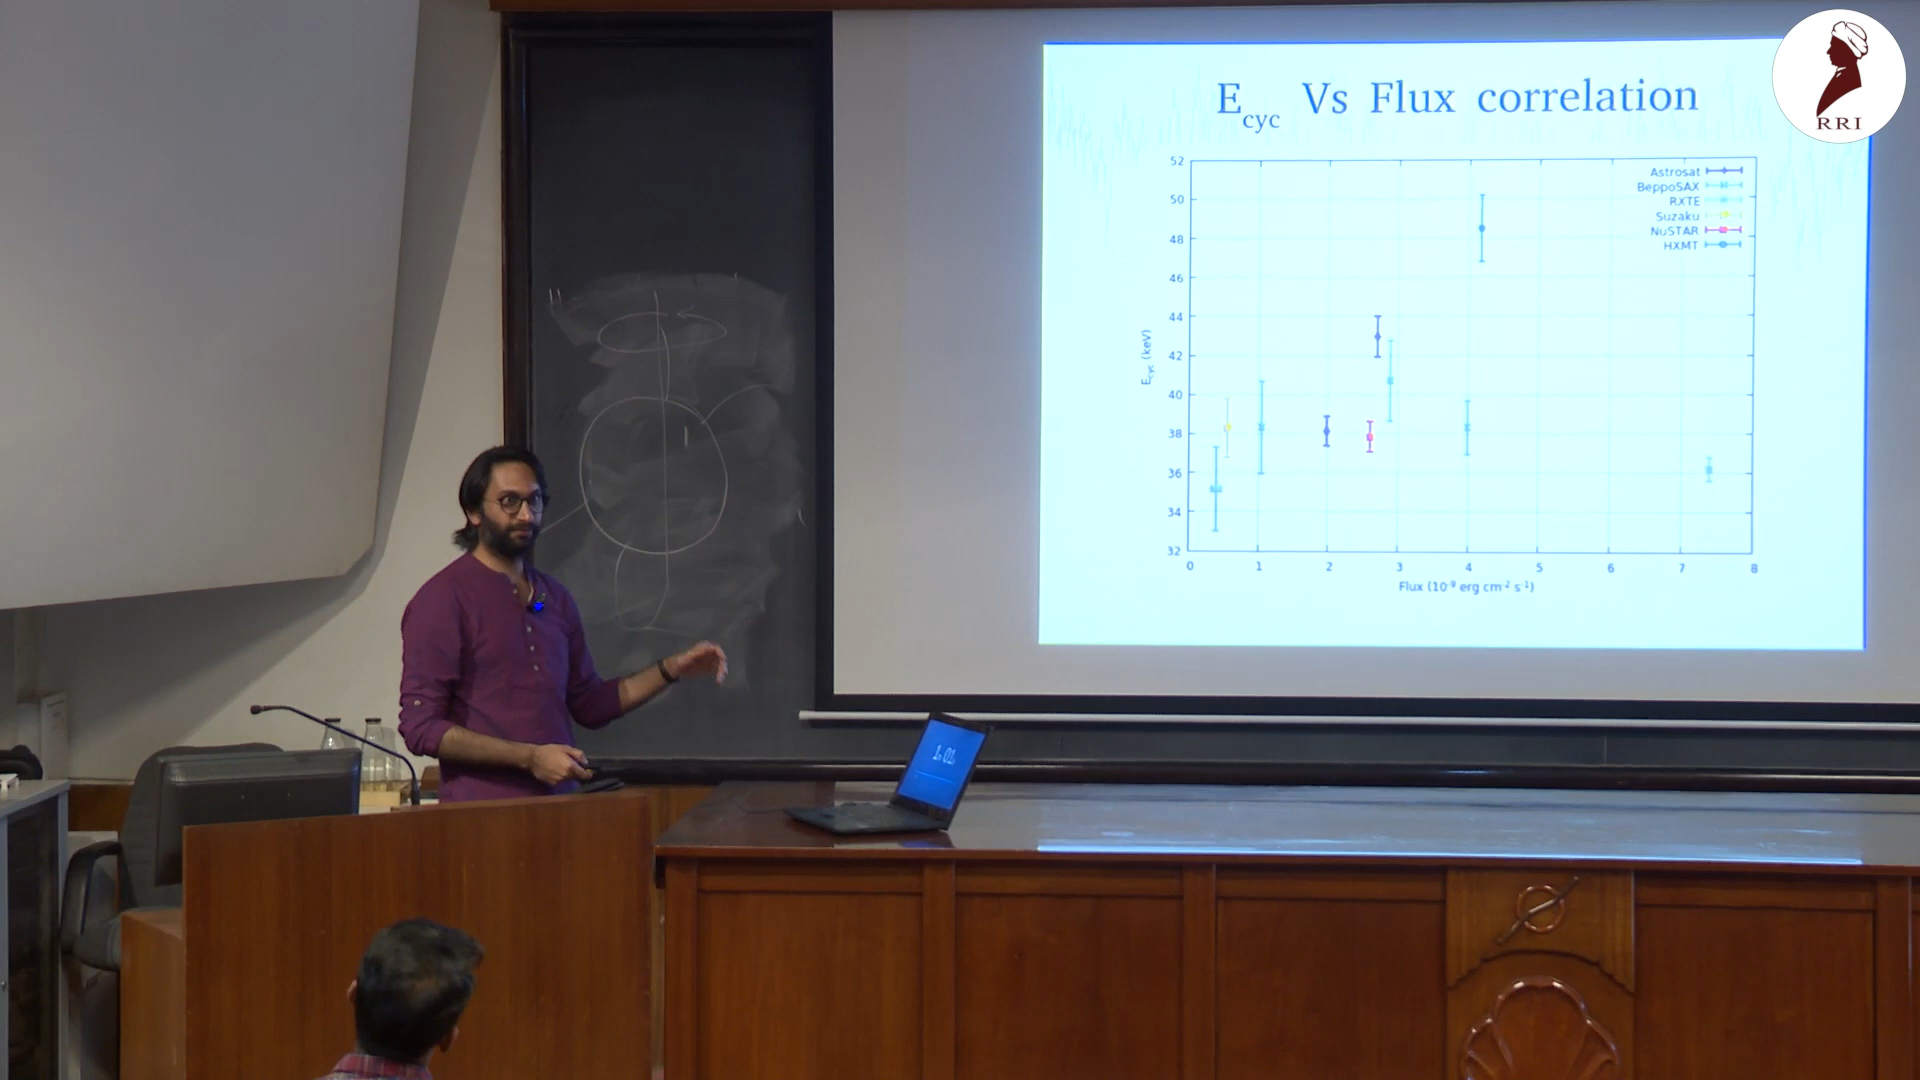 RRI
E_cyc Vs Flux correlation
Astrosat
BeppoSAX
RXTE
Suzaku
NuSTAR
HXMT
52
50
48
46
44
42
40
38
36
34
32
E_cyc (keV)
0 1 2 3 4 5 6 7 8
Flux (10⁻⁹ erg cm⁻² s⁻¹)